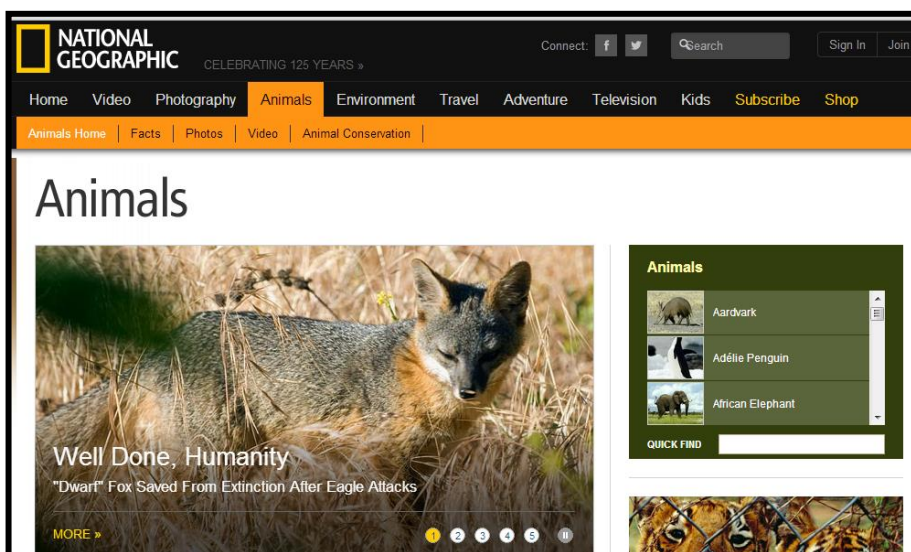 NATIONAL
GEOGRAPHIC
CELEBRATING 125 YEARS »
Connect:
Search
Sign In
Join
Home Video Photography Animals Environment Travel Adventure Television Kids Subscribe Shop
Animals Home Facts Photos Video Animal Conservation
Animals
Well Done, Humanity
"Dwarf" Fox Saved From Extinction After Eagle Attacks
MORE »
1 2 3 4 5
Animals
Aardvark
Adélie Penguin
African Elephant
QUICK FIND